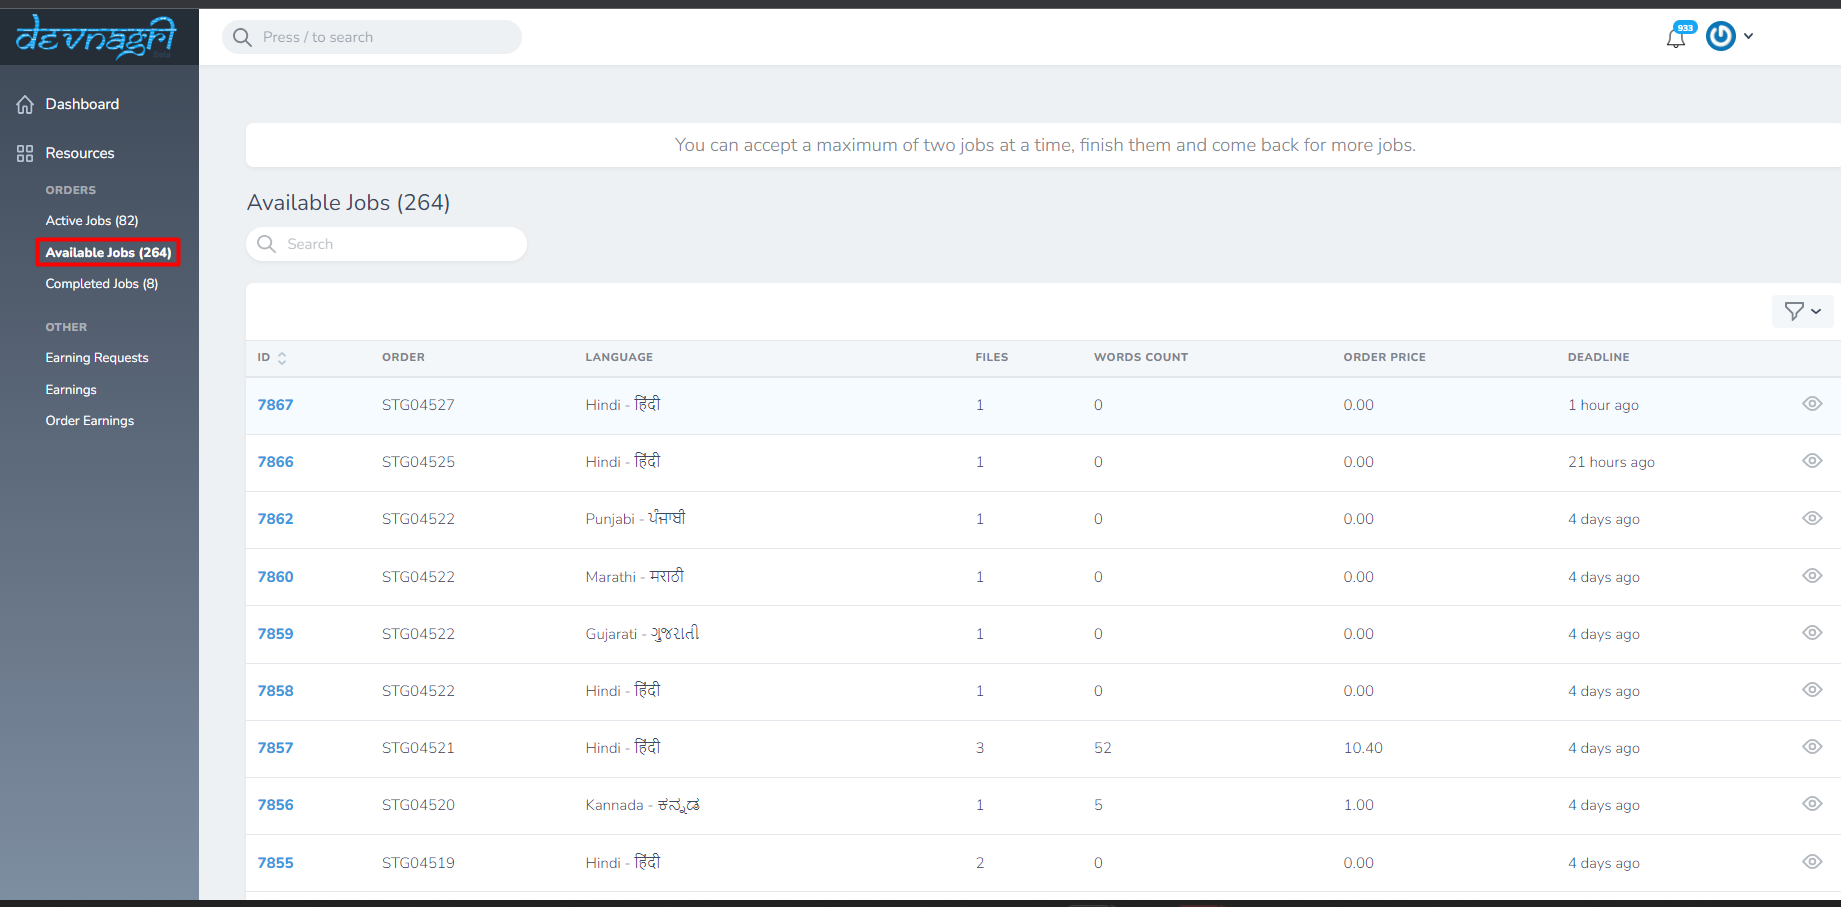 devnagri
Press / to search
933
Dashboard
Resources
ORDERS
Active Jobs (82)
Available Jobs (264)
Completed Jobs (8)
OTHER
Earning Requests
Earnings
Order Earnings
You can accept a maximum of two jobs at a time, finish them and come back for more jobs.
Available Jobs (264)
Search
ID ORDER LANGUAGE FILES WORDS COUNT ORDER PRICE DEADLINE
7867 STG04527 Hindi - हिंदी 1 0 0.00 1 hour ago
7866 STG04525 Hindi - हिंदी 1 0 0.00 21 hours ago
7862 STG04522 Punjabi - ਪੰਜਾਬੀ 1 0 0.00 4 days ago
7860 STG04522 Marathi - मराठी 1 0 0.00 4 days ago
7859 STG04522 Gujarati - ગુજરાતી 1 0 0.00 4 days ago
7858 STG04522 Hindi - हिंदी 1 0 0.00 4 days ago
7857 STG04521 Hindi - हिंदी 3 52 10.40 4 days ago
7856 STG04520 Kannada - ಕನ್ನಡ 1 5 1.00 4 days ago
7855 STG04519 Hindi - हिंदी 2 0 0.00 4 days ago